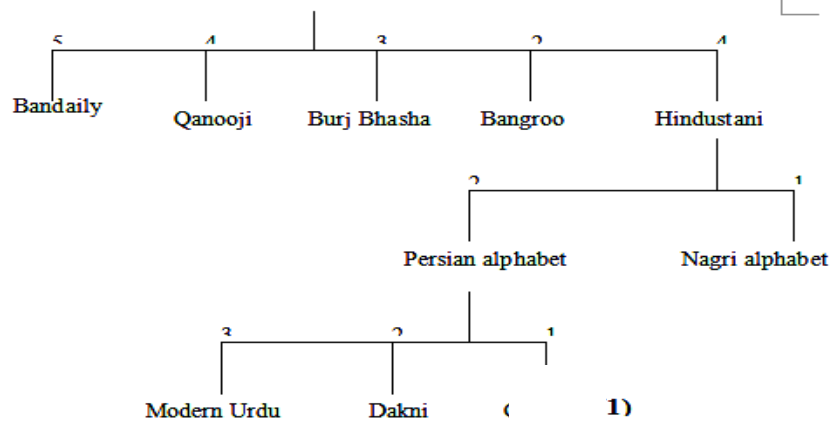 5 4 3 2 4
Bandaily Qanooji Burj Bhasha Bangroo Hindustani
2 1
Persian alphabet Nagri alphabet
3 2 1
Modern Urdu Dakni 1)